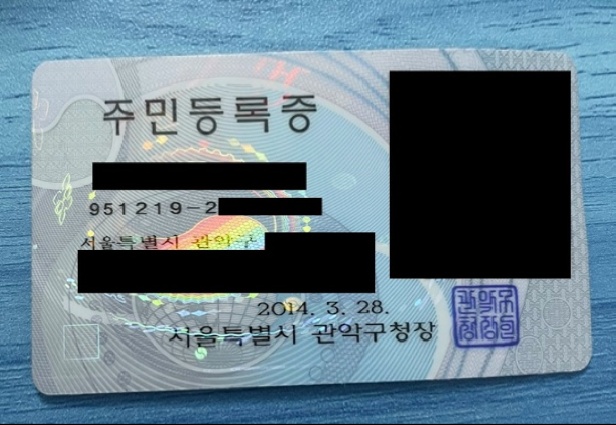 주민등록증
951219-2
서울특별시 관악구
2014. 3. 28.
서울특별시 관악구청장